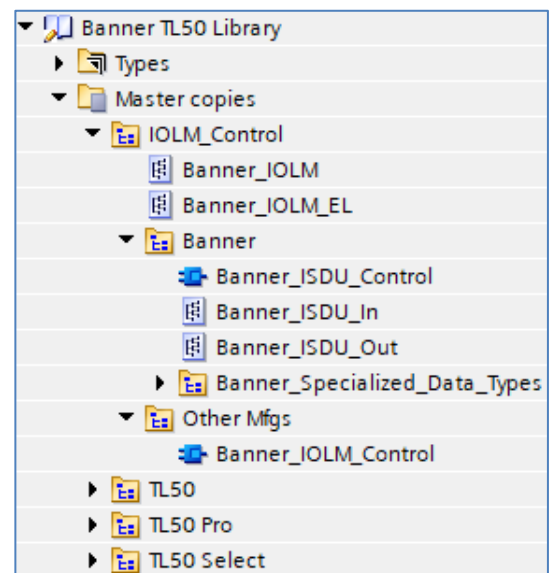 Banner TL50 Library
Types
Master copies
IOLM_Control
Banner_IOLM
Banner_IOLM_EL
Banner
Banner_ISDU_Control
Banner_ISDU_In
Banner_ISDU_Out
Banner_Specialized_Data_Types
Other Mfgs
Banner_IOLM_Control
TL50
TL50 Pro
TL50 Select